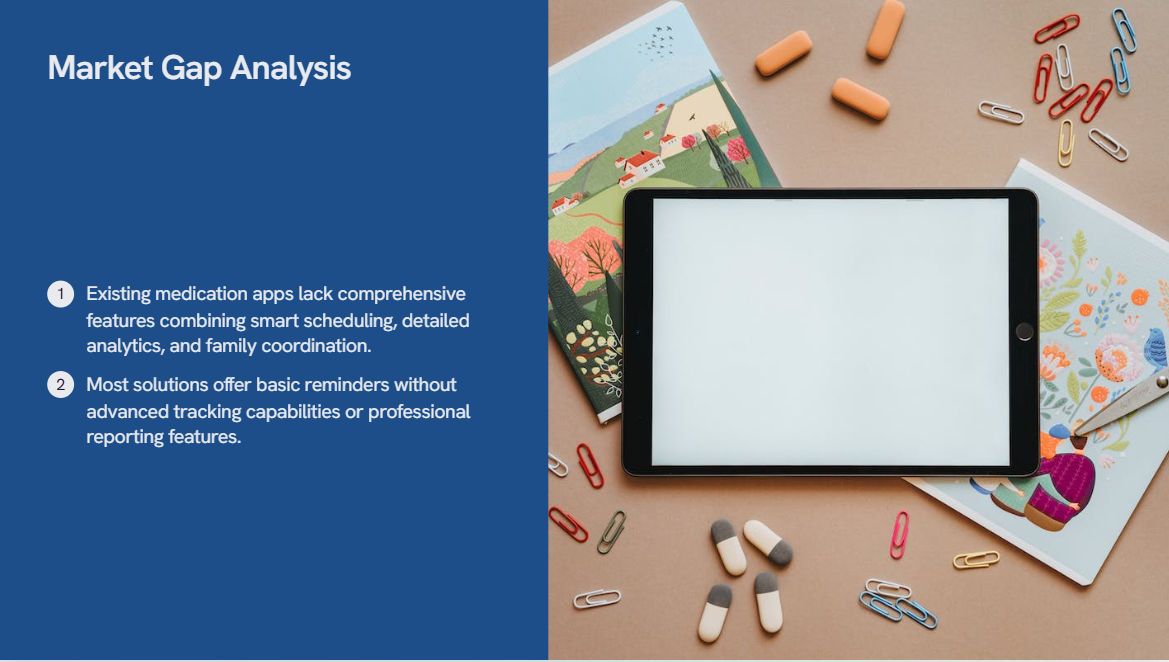 Market Gap Analysis
1 Existing medication apps lack comprehensive
features combining smart scheduling, detailed
analytics, and family coordination.
2 Most solutions offer basic reminders without
advanced tracking capabilities or professional
reporting features.